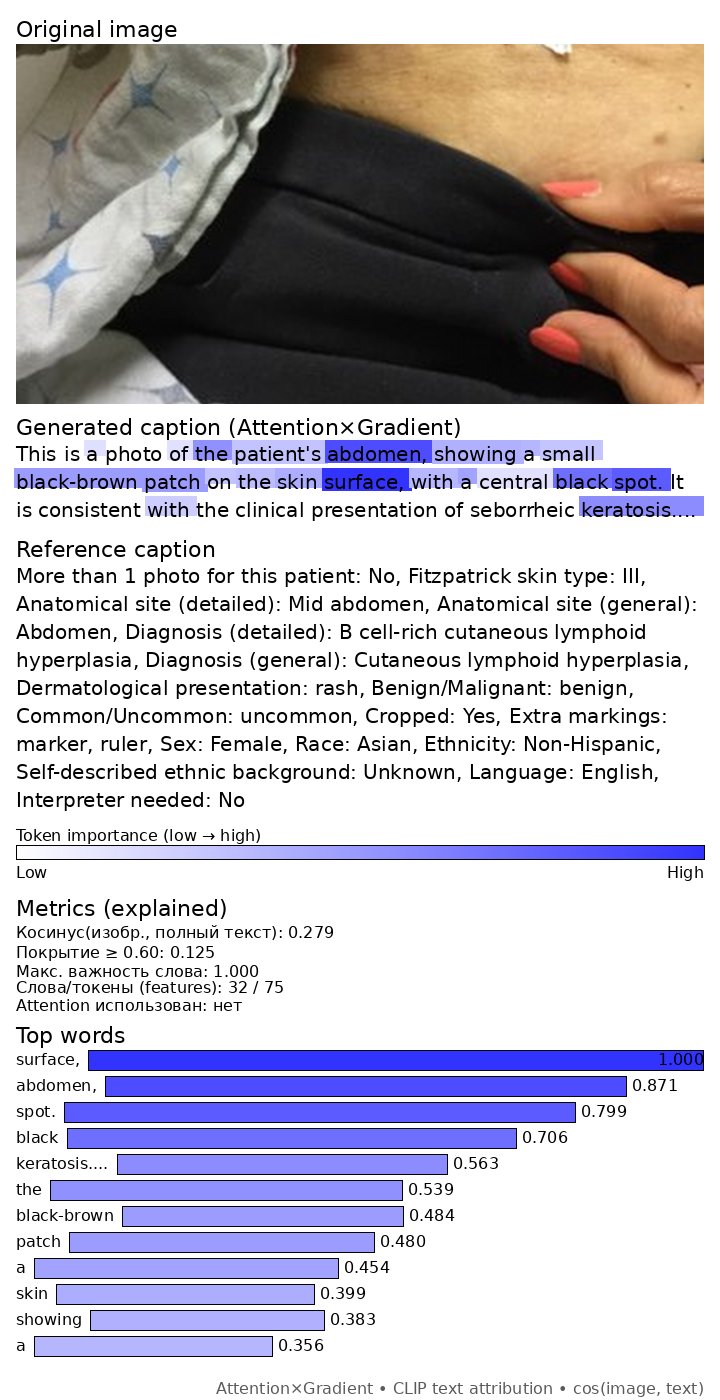 Original image
Generated caption (Attention×Gradient)
This is a photo of the patient's abdomen, showing a small
black-brown patch on the skin surface, with a central black spot. It
is consistent with the clinical presentation of seborrheic keratosis....
Reference caption
More than 1 photo for this patient: No, Fitzpatrick skin type: III,
Anatomical site (detailed): Mid abdomen, Anatomical site (general):
Abdomen, Diagnosis (detailed): B cell-rich cutaneous lymphoid
hyperplasia, Diagnosis (general): Cutaneous lymphoid hyperplasia,
Dermatological presentation: rash, Benign/Malignant: benign,
Common/Uncommon: uncommon, Cropped: Yes, Extra markings:
marker, ruler, Sex: Female, Race: Asian, Ethnicity: Non-Hispanic,
Self-described ethnic background: Unknown, Language: English,
Interpreter needed: No
Token importance (low → high)
Low High
Metrics (explained)
Косинус(изобр., полный текст): 0.279
Покрытие ≥ 0.60: 0.125
Макс. важность слова: 1.000
Слова/токены (features): 32 / 75
Attention использован: нет
Top words
surface, 1.000
abdomen, 0.871
spot. 0.799
black 0.706
keratosis.... 0.563
the 0.539
black-brown 0.484
patch 0.480
a 0.454
skin 0.399
showing 0.383
a 0.356
Attention×Gradient • CLIP text attribution • cos(image, text)